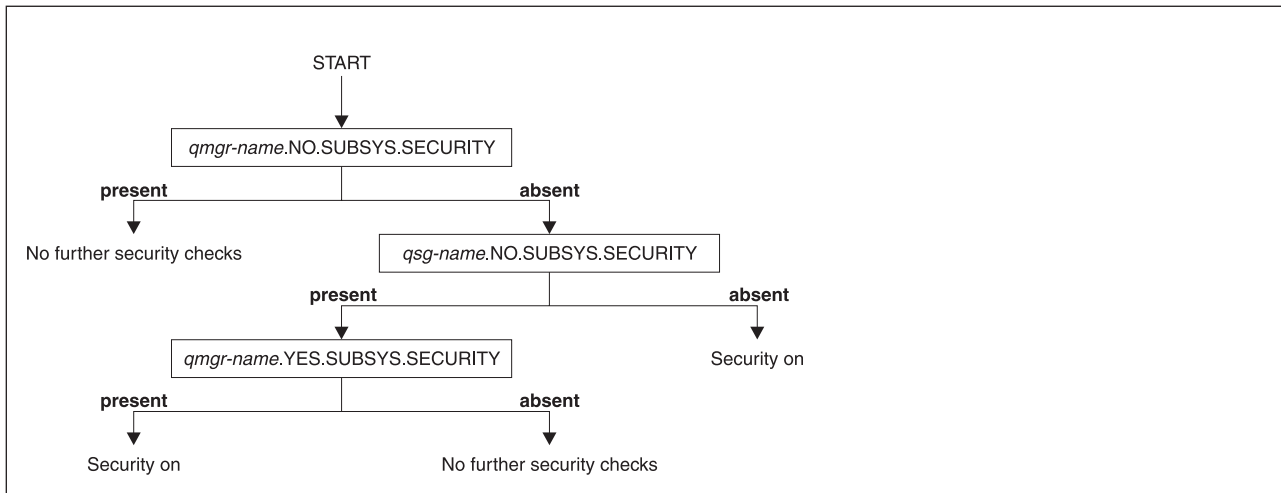 START
qmgr-name.NO.SUBSYS.SECURITY
present
absent
No further security checks
qsg-name.NO.SUBSYS.SECURITY
present
absent
qmgr-name.YES.SUBSYS.SECURITY
Security on
present
absent
Security on
No further security checks